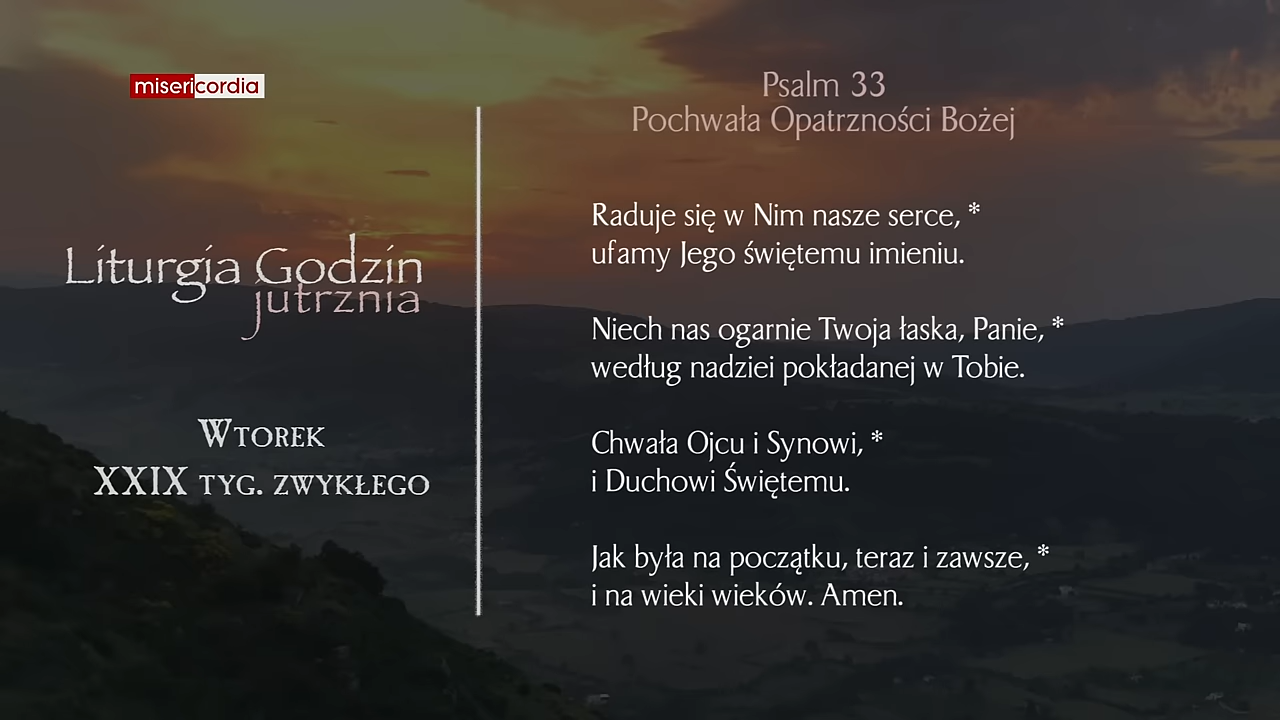 misericordia
Liturgia Godzin
jutrznia
Wtorek
XXIX tyg. zwykłego
Psalm 33
Pochwała Opatrzności Bożej
Raduje się w Nim nasze serce, *
ufamy Jego świętemu imieniu.
Niech nas ogarnie Twoja łaska, Panie, *
według nadziei pokładanej w Tobie.
Chwała Ojcu i Synowi, *
i Duchowi Świętemu.
Jak była na początku, teraz i zawsze, *
i na wieki wieków. Amen.